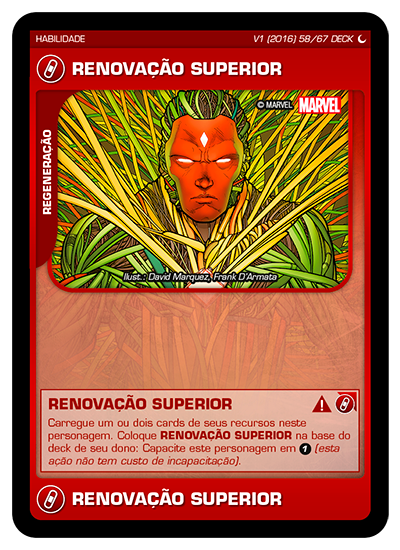 HABILIDADE
V1 (2016) 58/67 DECK
RENOVAÇÃO SUPERIOR
© MARVEL MARVEL
REGENERAÇÃO
Ilust.: David Marquez, Frank D'Armata
RENOVAÇÃO SUPERIOR
Carregue um ou dois cards de seus recursos neste
personagem. Coloque RENOVAÇÃO SUPERIOR na base do
deck de seu dono: Capacite este personagem em 1 (esta
ação não tem custo de incapacitação).
RENOVAÇÃO SUPERIOR